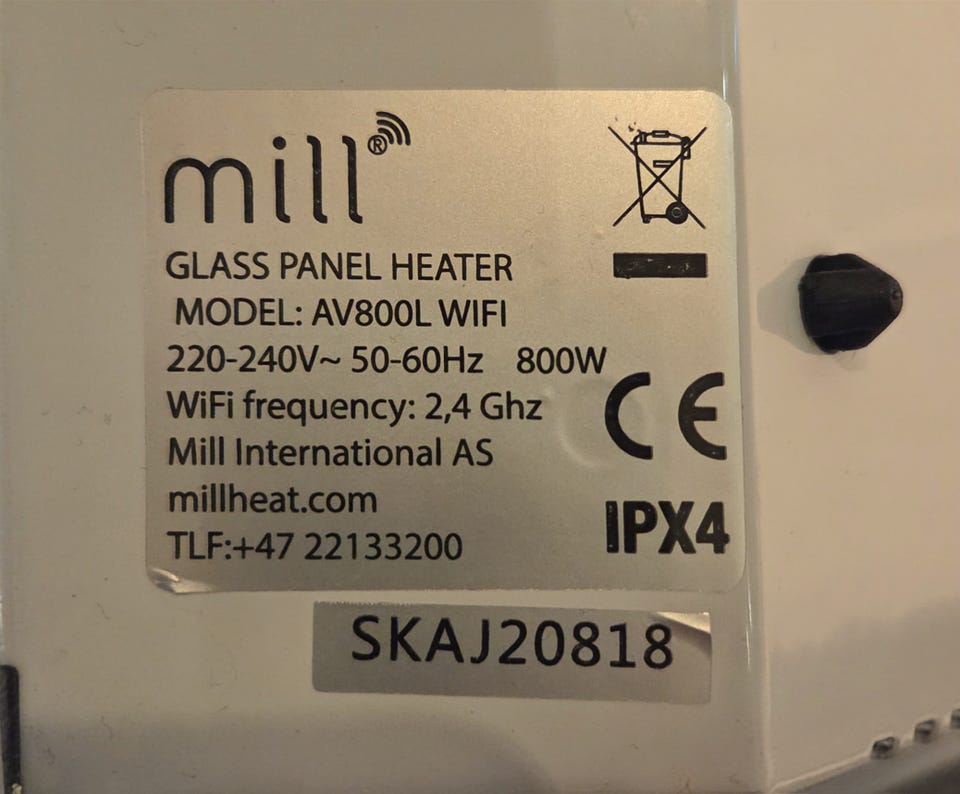 mill®
GLASS PANEL HEATER
MODEL: AV800L WIFI
220-240V~ 50-60Hz 800W
WiFi frequency: 2,4 Ghz
Mill International AS
millheat.com
TLF:+47 22133200
CE
IPX4
SKAJ20818